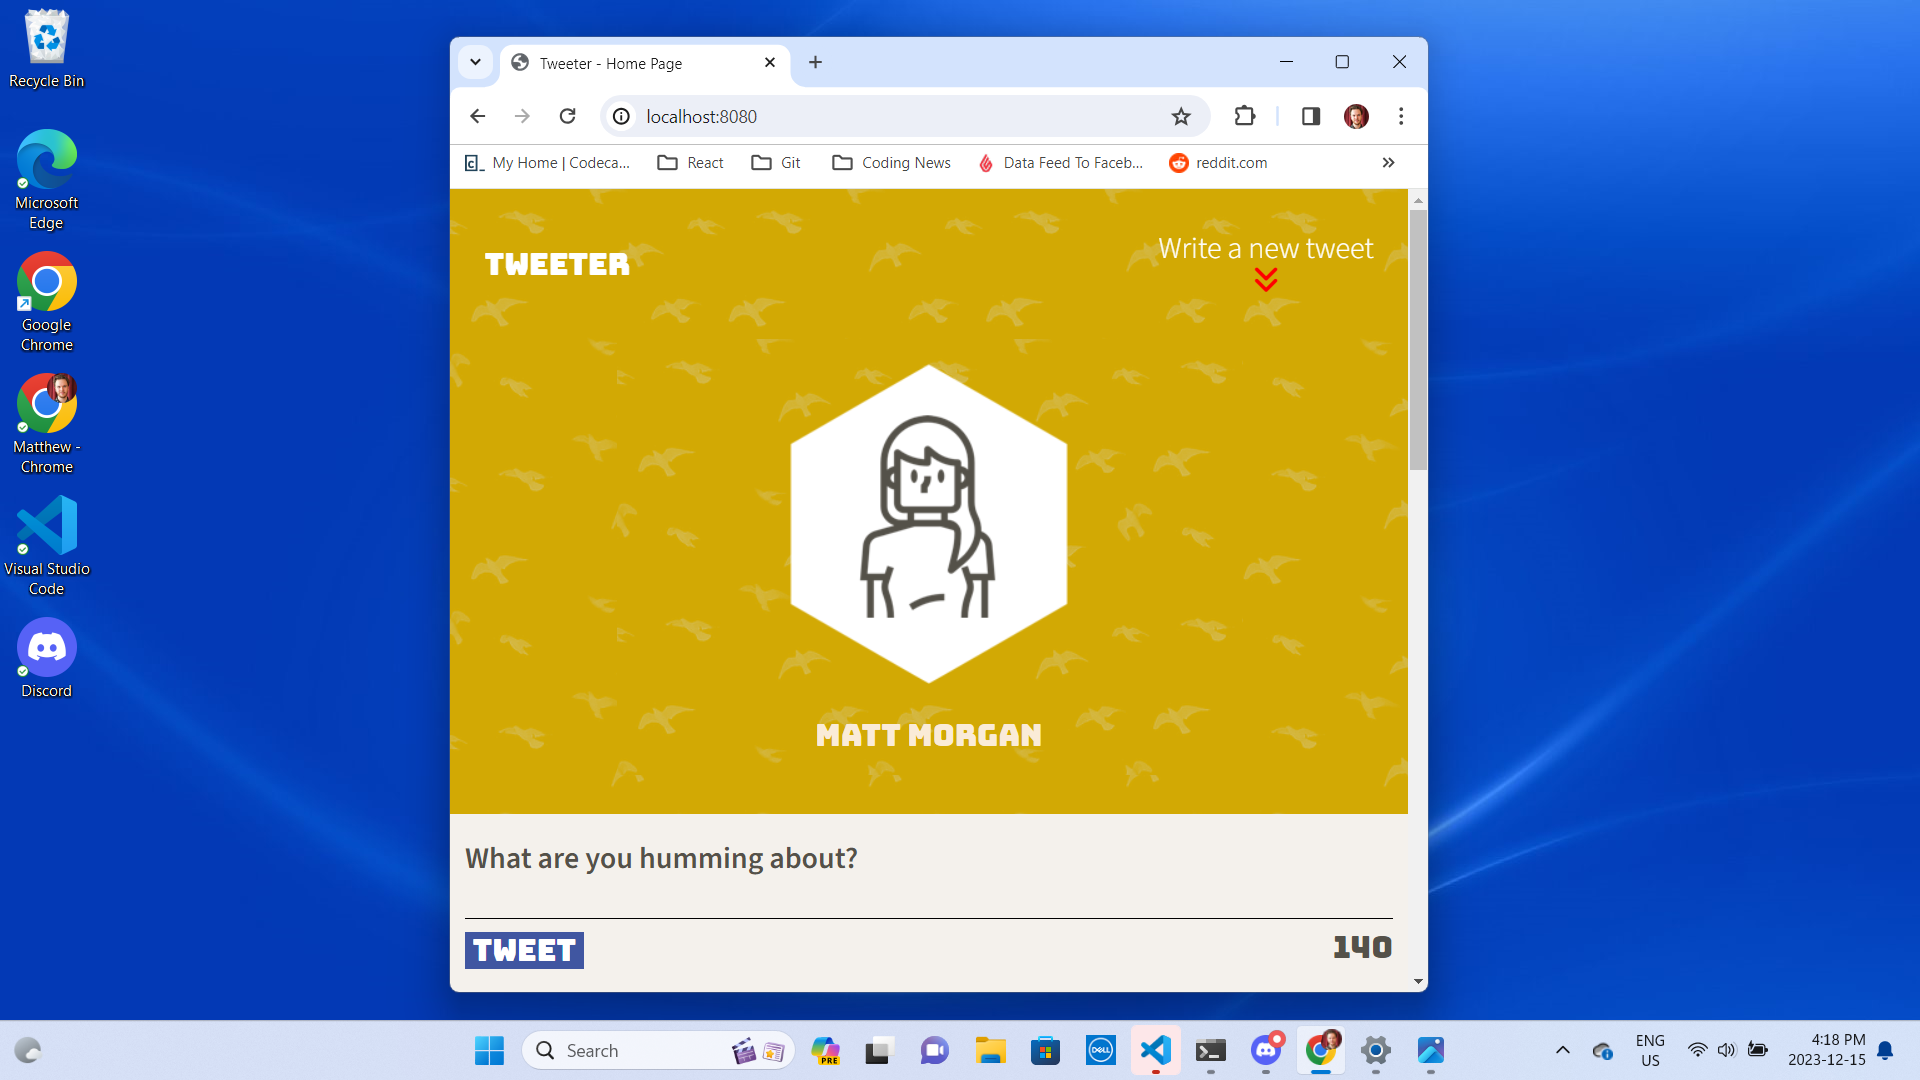 Recycle Bin
Microsoft
Edge
Google
Chrome
Matthew -
Chrome
Visual Studio
Code
Discord
Tweeter - Home Page
localhost:8080
My Home | Codeca...
React
Git
Coding News
Data Feed To Faceb...
reddit.com
TWEETER
Write a new tweet
MATT MORGAN
What are you humming about?
TWEET
140
Search
PRE
DELL
ENG
US
4:18 PM
2023-12-15